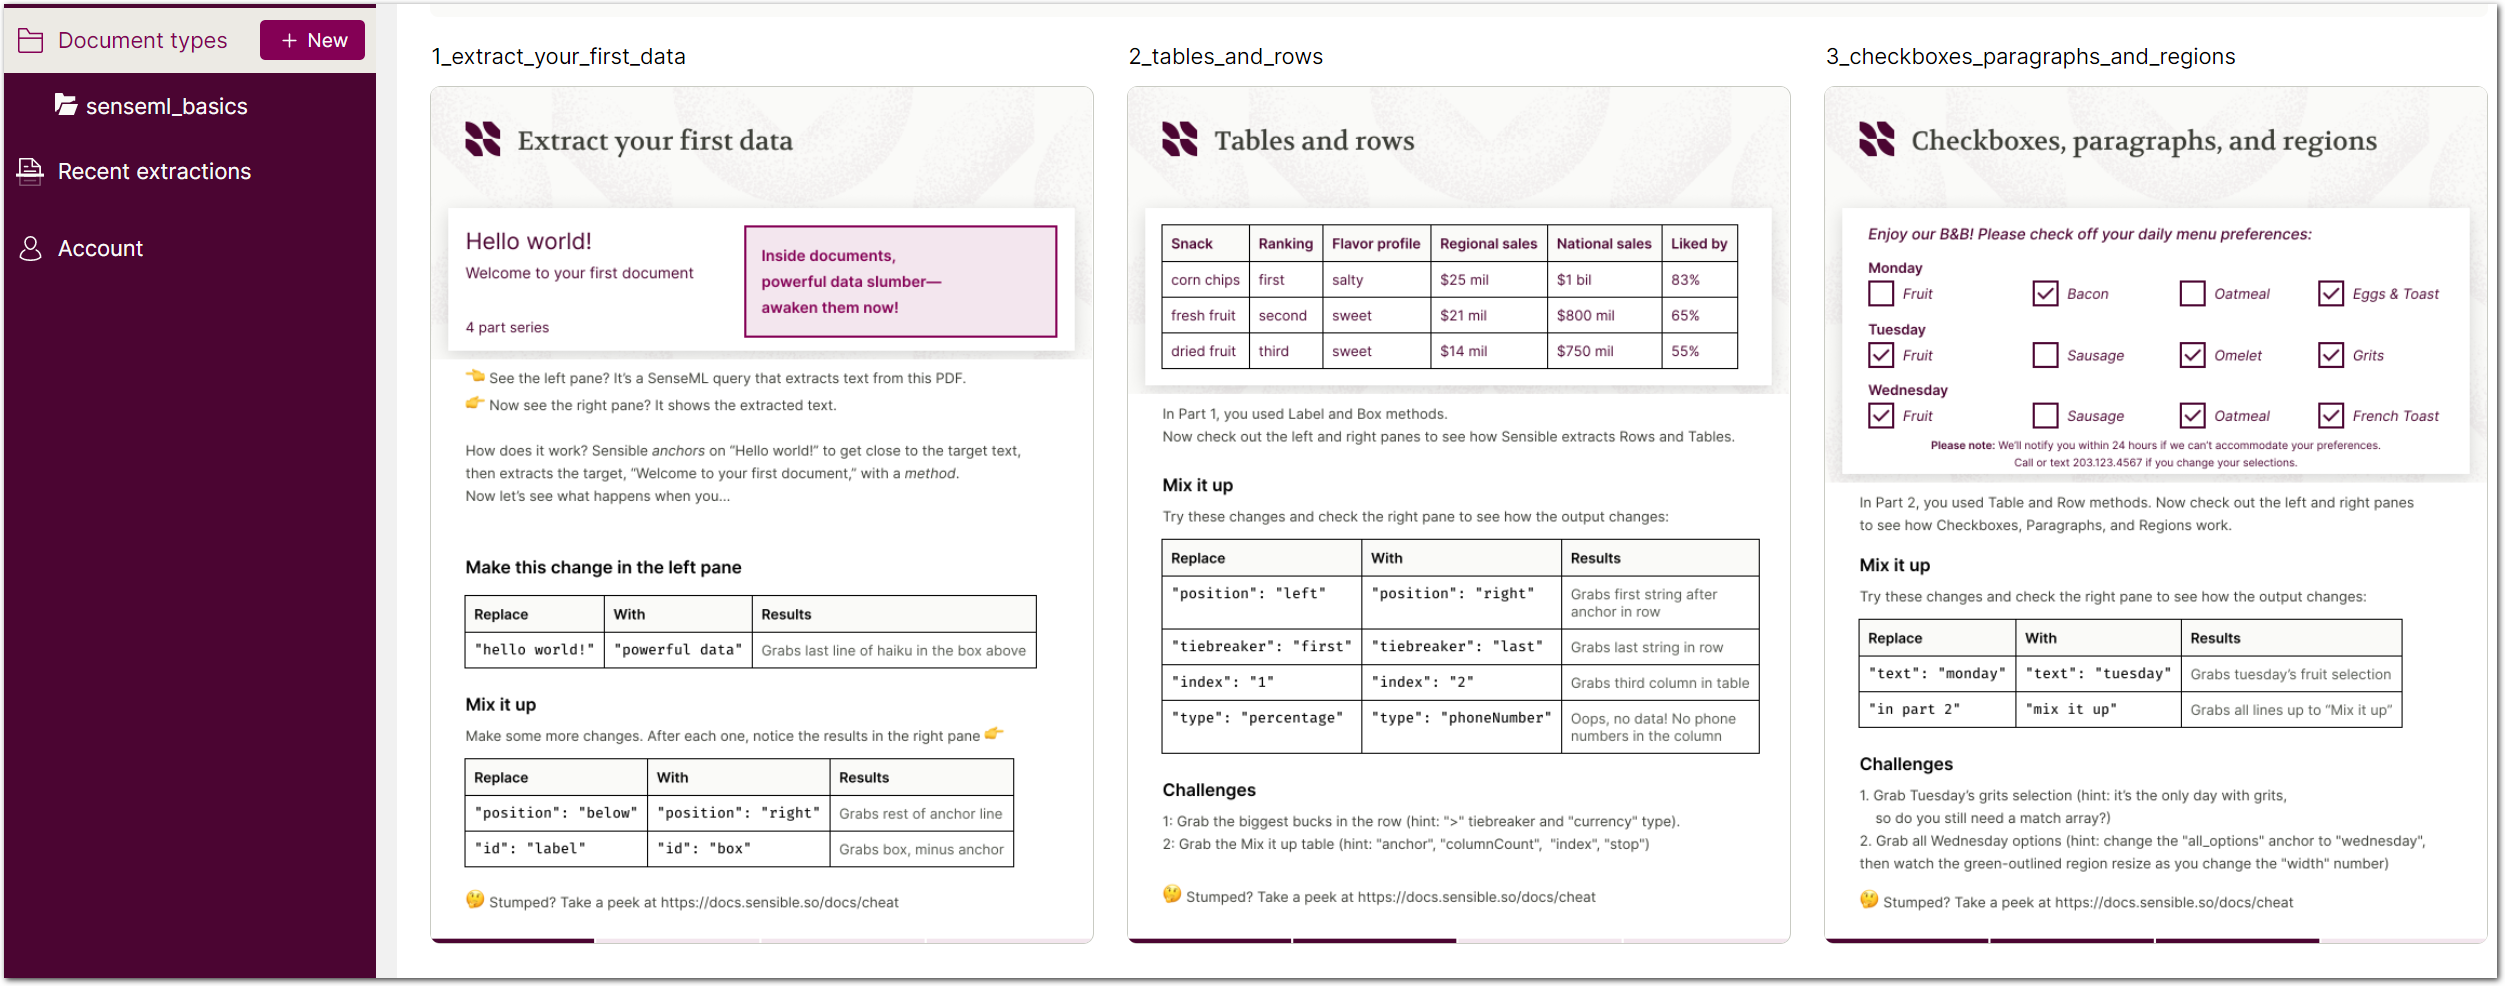 Document types
+ New
senseml_basics
Recent extractions
Account
1_extract_your_first_data
Extract your first data
Hello world!
Welcome to your first document
4 part series
Inside documents,
powerful data slumber—
awaken them now!
👈 See the left pane? It's a SenseML query that extracts text from this PDF.
👉 Now see the right pane? It shows the extracted text.
How does it work? Sensible anchors on “Hello world!” to get close to the target text,
then extracts the target, “Welcome to your first document,” with a method.
Now let's see what happens when you...
Make this change in the left pane
Replace With Results
"hello world!" "powerful data" Grabs last line of haiku in the box above
Mix it up
Make some more changes. After each one, notice the results in the right pane 👉
Replace With Results
"position": "below" "position": "right" Grabs rest of anchor line
"id": "label" "id": "box" Grabs box, minus anchor
🤔 Stumped? Take a peek at https://docs.sensible.so/docs/cheat
2_tables_and_rows
Tables and rows
Snack Ranking Flavor profile Regional sales National sales Liked by
corn chips first salty $25 mil $1 bil 83%
fresh fruit second sweet $21 mil $800 mil 65%
dried fruit third sweet $14 mil $750 mil 55%
In Part 1, you used Label and Box methods.
Now check out the left and right panes to see how Sensible extracts Rows and Tables.
Mix it up
Try these changes and check the right pane to see how the output changes:
Replace With Results
"position": "left" "position": "right" Grabs first string after
anchor in row
"tiebreaker": "first" "tiebreaker": "last" Grabs last string in row
"index": "1" "index": "2" Grabs third column in table
"type": "percentage" "type": "phoneNumber" Oops, no data! No phone
numbers in the column
Challenges
1: Grab the biggest bucks in the row (hint: ">" tiebreaker and "currency" type).
2: Grab the Mix it up table (hint: "anchor", "columnCount", "index", "stop")
🤔 Stumped? Take a peek at https://docs.sensible.so/docs/cheat
3_checkboxes_paragraphs_and_regions
Checkboxes, paragraphs, and regions
Enjoy our B&B! Please check off your daily menu preferences:
Monday
Fruit Bacon Oatmeal Eggs & Toast
Tuesday
Fruit Sausage Omelet Grits
Wednesday
Fruit Sausage Oatmeal French Toast
Please note: We'll notify you within 24 hours if we can't accommodate your preferences.
Call or text 203.123.4567 if you change your selections.
In Part 2, you used Table and Row methods. Now check out the left and right panes
to see how Checkboxes, Paragraphs, and Regions work.
Mix it up
Try these changes and check the right pane to see how the output changes:
Replace With Results
"text": "monday" "text": "tuesday" Grabs tuesday's fruit selection
"in part 2" "mix it up" Grabs all lines up to “Mix it up”
Challenges
1. Grab Tuesday's grits selection (hint: it's the only day with grits,
so do you still need a match array?)
2. Grab all Wednesday options (hint: change the "all_options" anchor to "wednesday",
then watch the green-outlined region resize as you change the "width" number)
🤔 Stumped? Take a peek at https://docs.sensible.so/docs/cheat